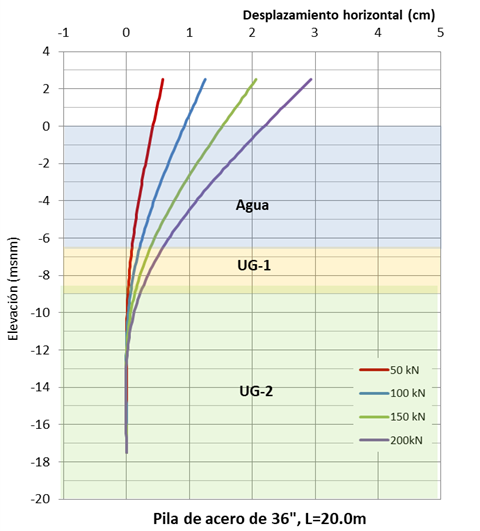 Desplazamiento horizontal (cm)
-1 0 1 2 3 4 5
4
2
0
-2
-4
-6
-8
-10
-12
-14
-16
-18
-20
Elevación (msnm)
Agua
UG-1
UG-2
50 kN
100 kN
150 kN
200kN
Pila de acero de 36", L=20.0m